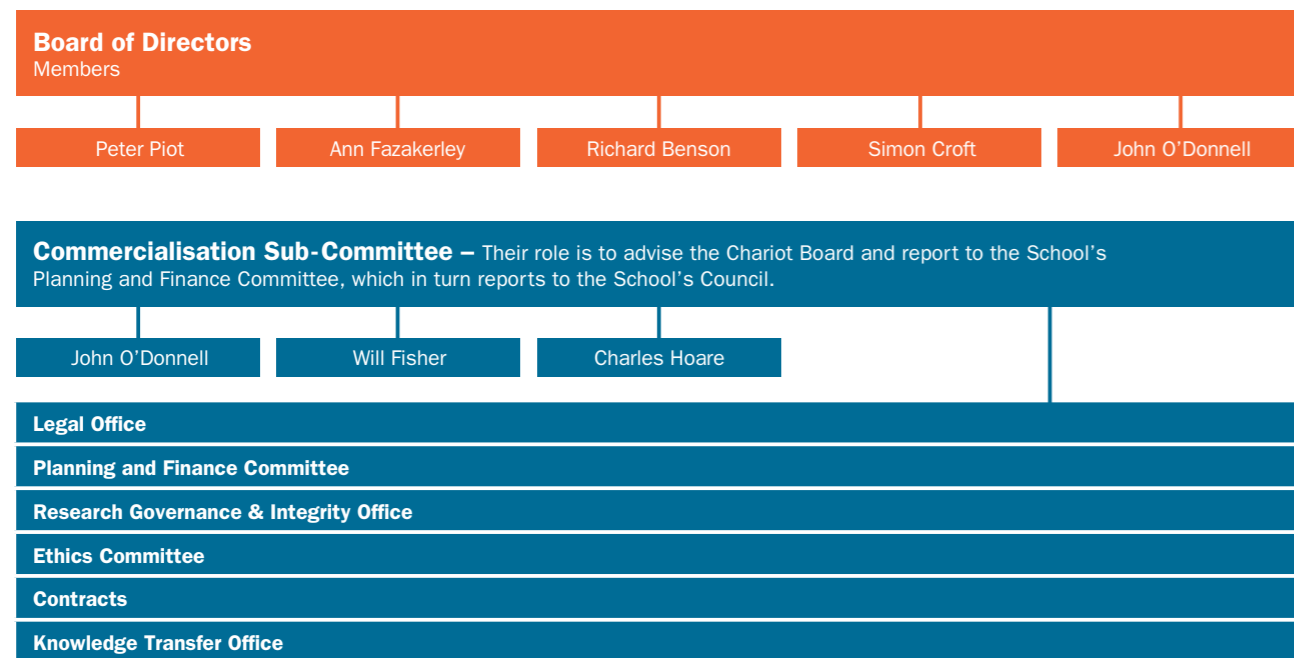 Board of Directors
Members
Peter Piot
Ann Fazakerley
Richard Benson
Simon Croft
John O’Donnell
Commercialisation Sub-Committee – Their role is to advise the Chariot Board and report to the School’s
Planning and Finance Committee, which in turn reports to the School’s Council.
John O’Donnell
Will Fisher
Charles Hoare
Legal Office
Planning and Finance Committee
Research Governance & Integrity Office
Ethics Committee
Contracts
Knowledge Transfer Office